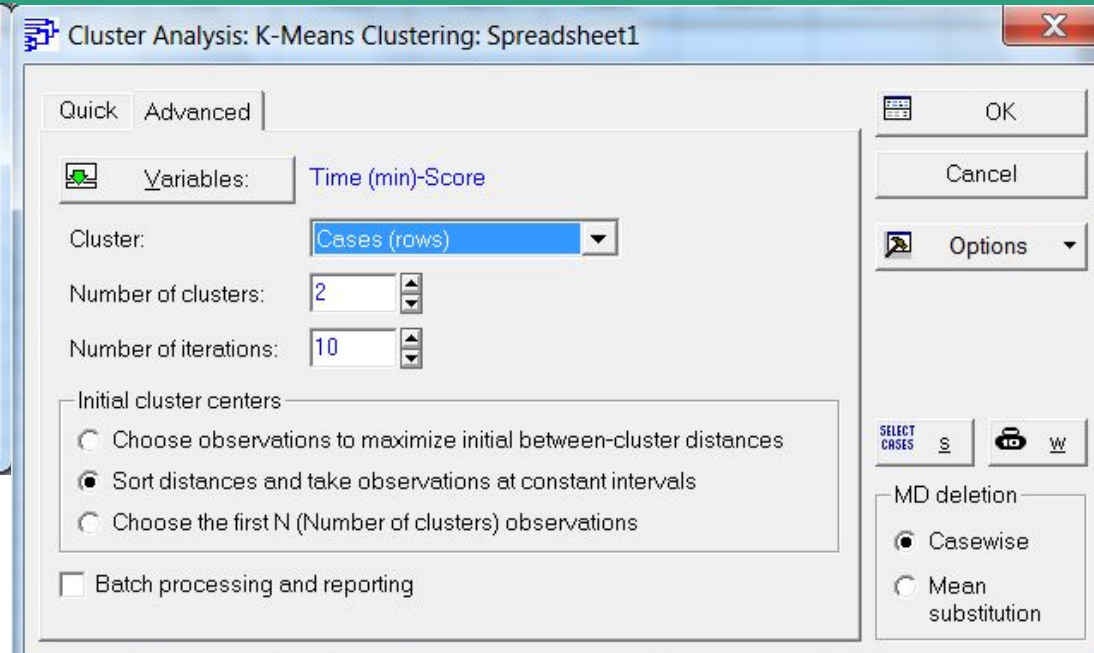 Cluster Analysis: K-Means Clustering: Spreadsheet1
X
Quick
Advanced
Variables:
Time (min)-Score
Cluster:
Cases (rows)
Number of clusters:
2
Number of iterations:
10
Initial cluster centers
Choose observations to maximize initial between-cluster distances
Sort distances and take observations at constant intervals
Choose the first N (Number of clusters) observations
Batch processing and reporting
OK
Cancel
Options
SELECT
CASES
S
W
MD deletion
Casewise
Mean
substitution